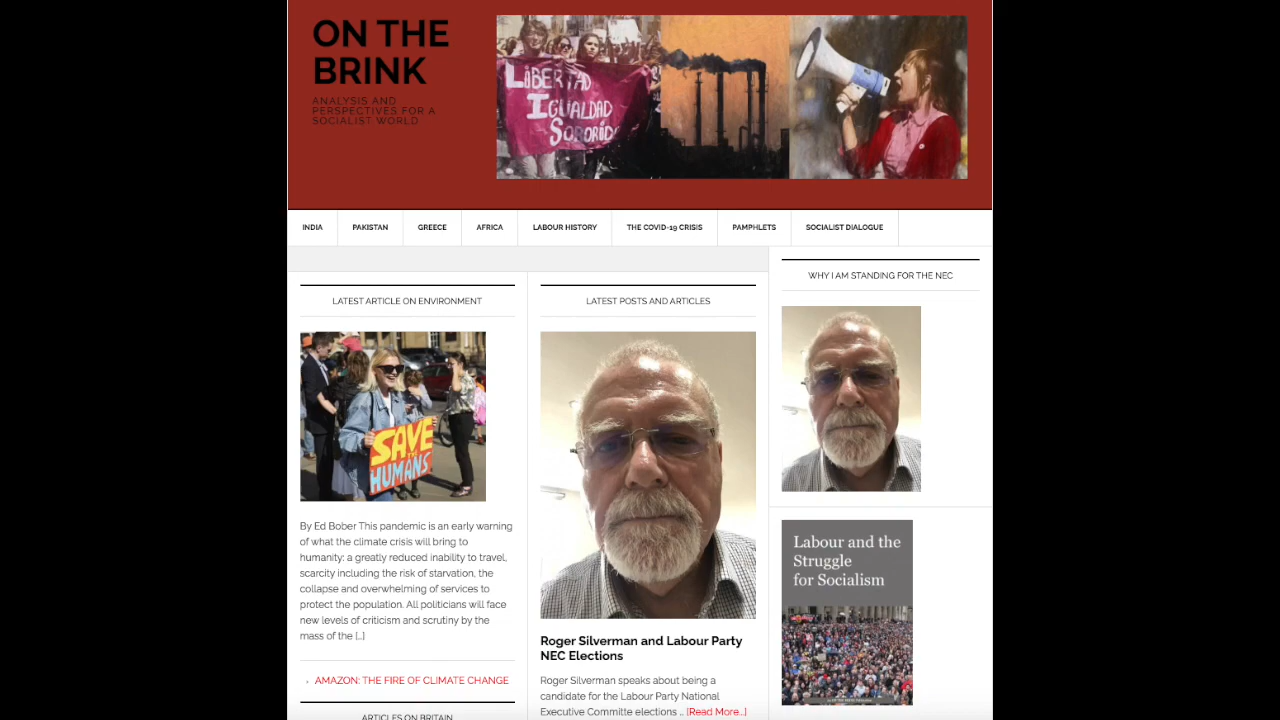 ON THE
BRINK
ANALYSIS AND
PERSPECTIVES FOR A
SOCIALIST WORLD
LIBERTAD
IGUALDAD
INDIA
PAKISTAN
GREECE
AFRICA
LABOUR HISTORY
THE COVID-19 CRISIS
PAMPHLETS
SOCIALIST DIALOGUE
LATEST ARTICLE ON ENVIRONMENT
SAVE
HUMANS
By Ed Bober This pandemic is an early warning
of what the climate crisis will bring to
humanity: a greatly reduced inability to travel,
scarcity including the risk of starvation, the
collapse and overwhelming of services to
protect the population. All politicians will face
new levels of criticism and scrutiny by the
mass of the [...]
AMAZON: THE FIRE OF CLIMATE CHANGE
ARTICLES ON BRITAIN
LATEST POSTS AND ARTICLES
Roger Silverman and Labour Party
NEC Elections
Roger Silverman speaks about being a
candidate for the Labour Party National
Executive Committe elections ... [Read More...]
WHY I AM STANDING FOR THE NEC
Labour and the
Struggle
for Socialism